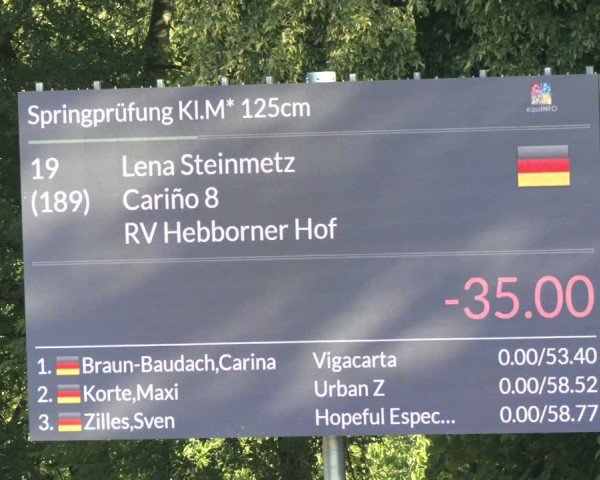 Springprüfung Kl.M* 125cm
equiINFO
19 Lena Steinmetz
(189) Cariño 8
RV Hebborner Hof
-35.00
1. Braun-Baudach,Carina Vigacarta 0.00/53.40
2. Korte,Maxi Urban Z 0.00/58.52
3. Zilles,Sven Hopeful Espec... 0.00/58.77